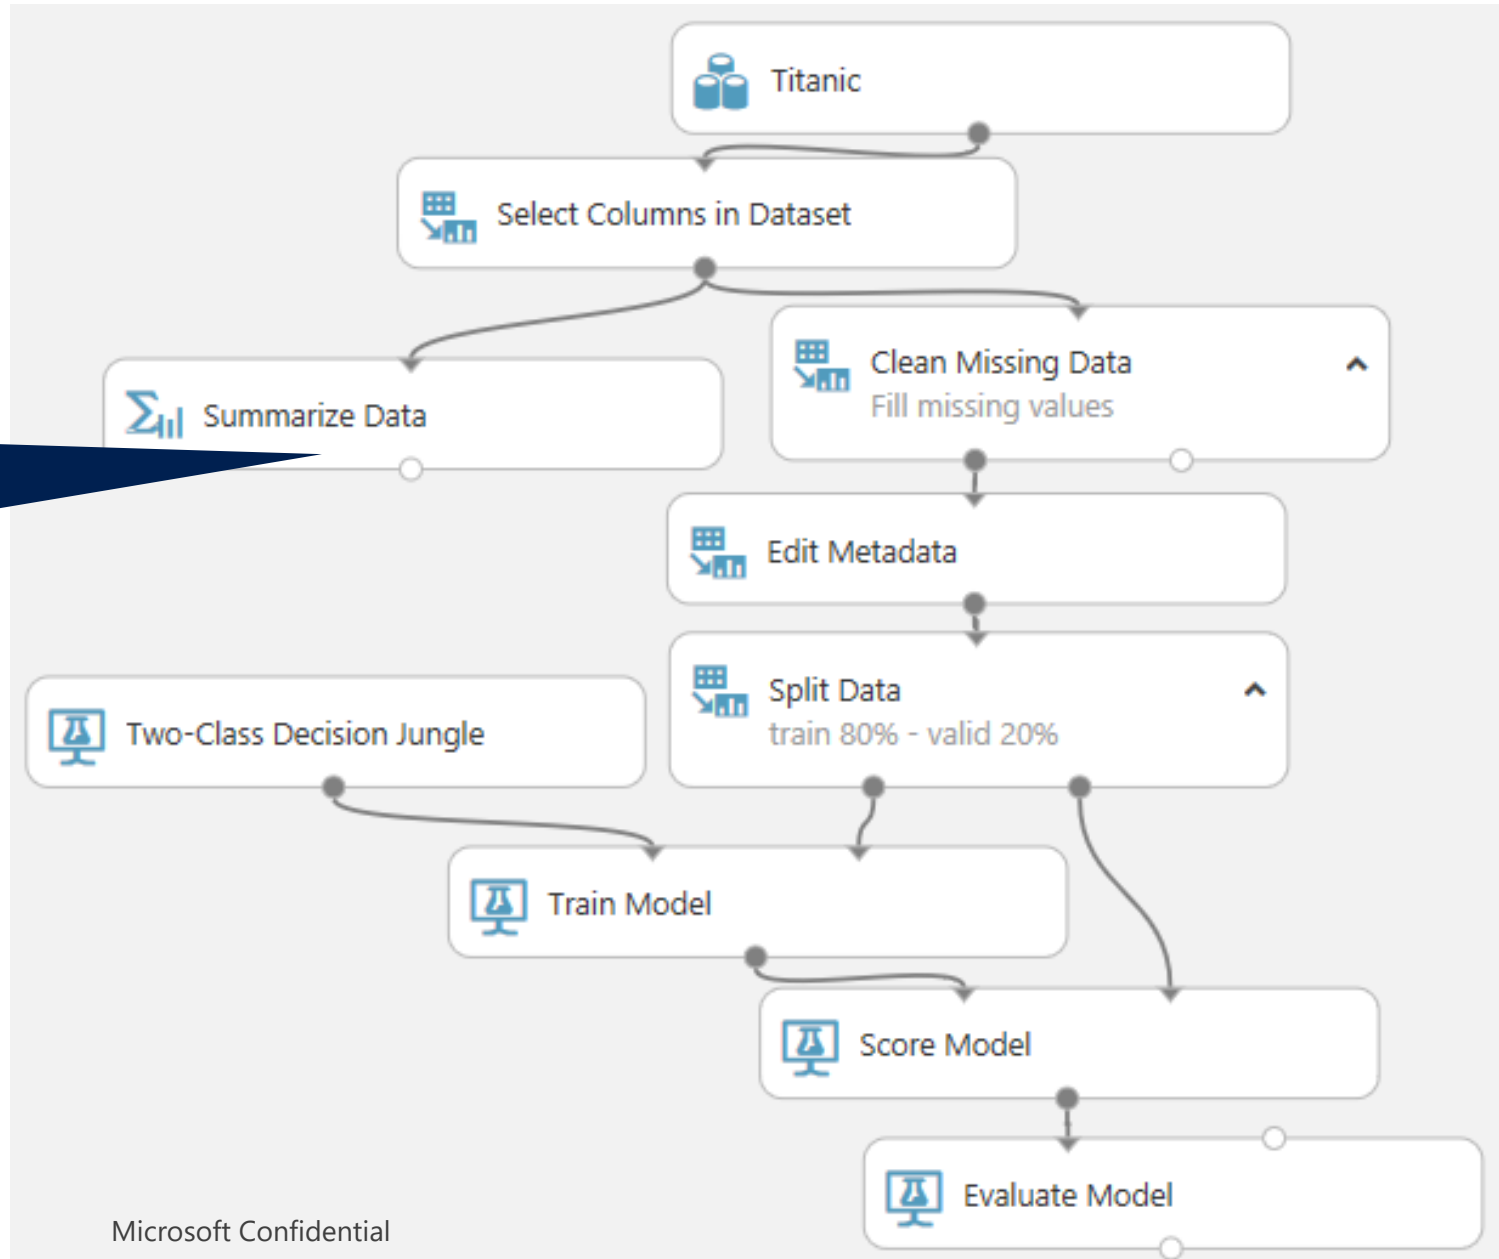 Titanic
Select Columns in Dataset
Clean Missing Data
Fill missing values
Summarize Data
Edit Metadata
Split Data
train 80% - valid 20%
Two-Class Decision Jungle
Train Model
Score Model
Evaluate Model
Microsoft Confidential